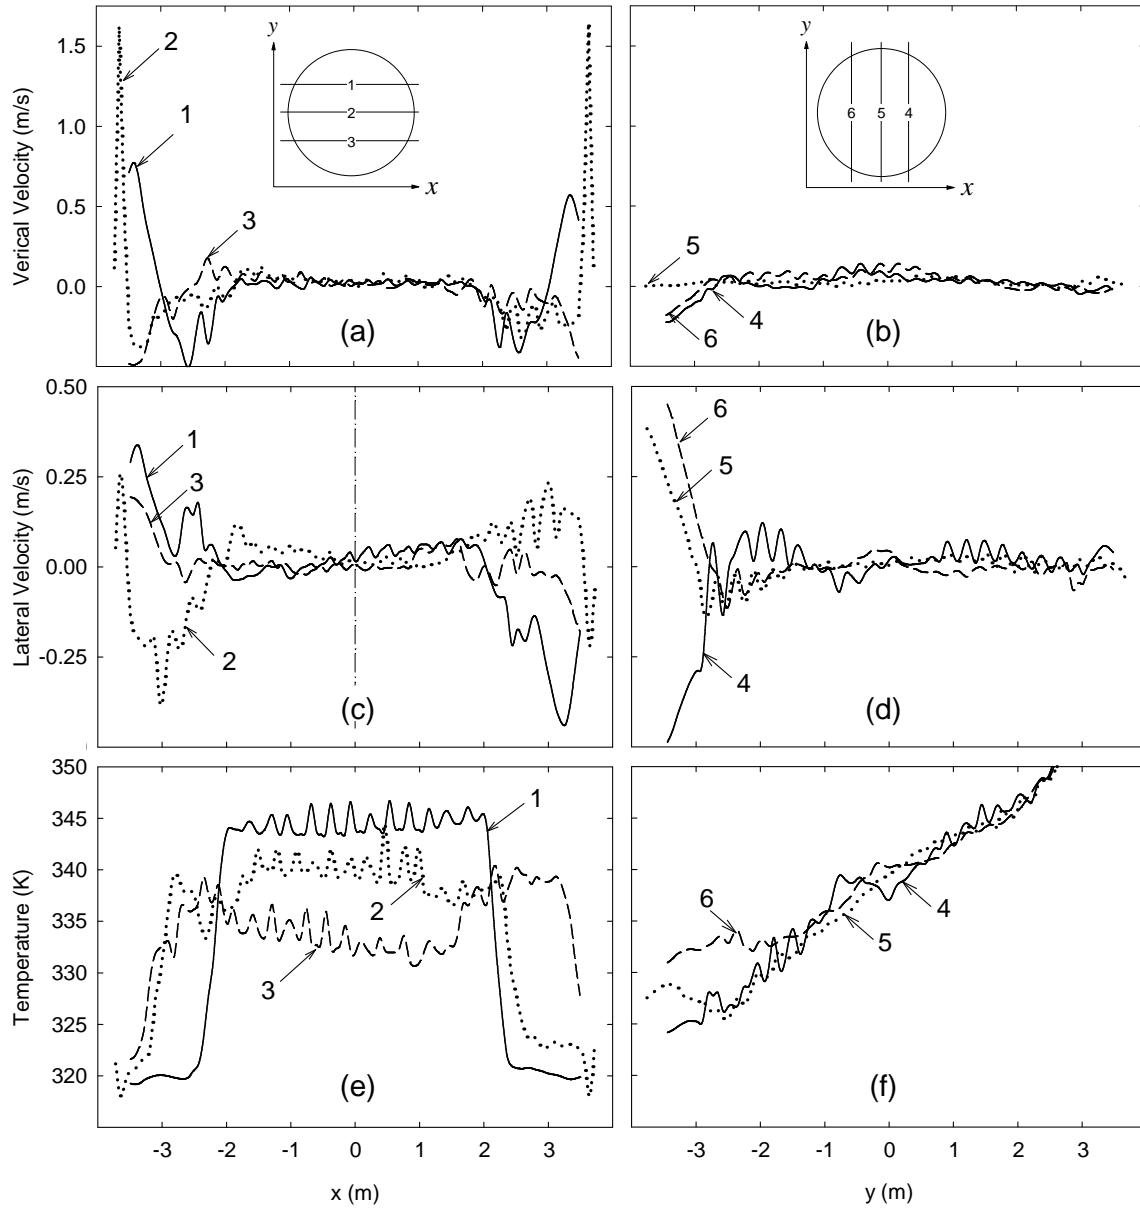 1.5
1.0
0.5
0.0
Verical Velocity (m/s)
y
1
2
3
x
2
1
3
(a)
y
6 5 4
x
5
6
4
(b)
0.50
0.25
0.00
-0.25
Lateral Velocity (m/s)
1
3
2
(c)
6
5
4
(d)
350
345
340
335
330
325
320
Temperature (K)
1
2
3
(e)
6
4
5
(f)
-3 -2 -1 0 1 2 3
x (m)
-3 -2 -1 0 1 2 3
y (m)